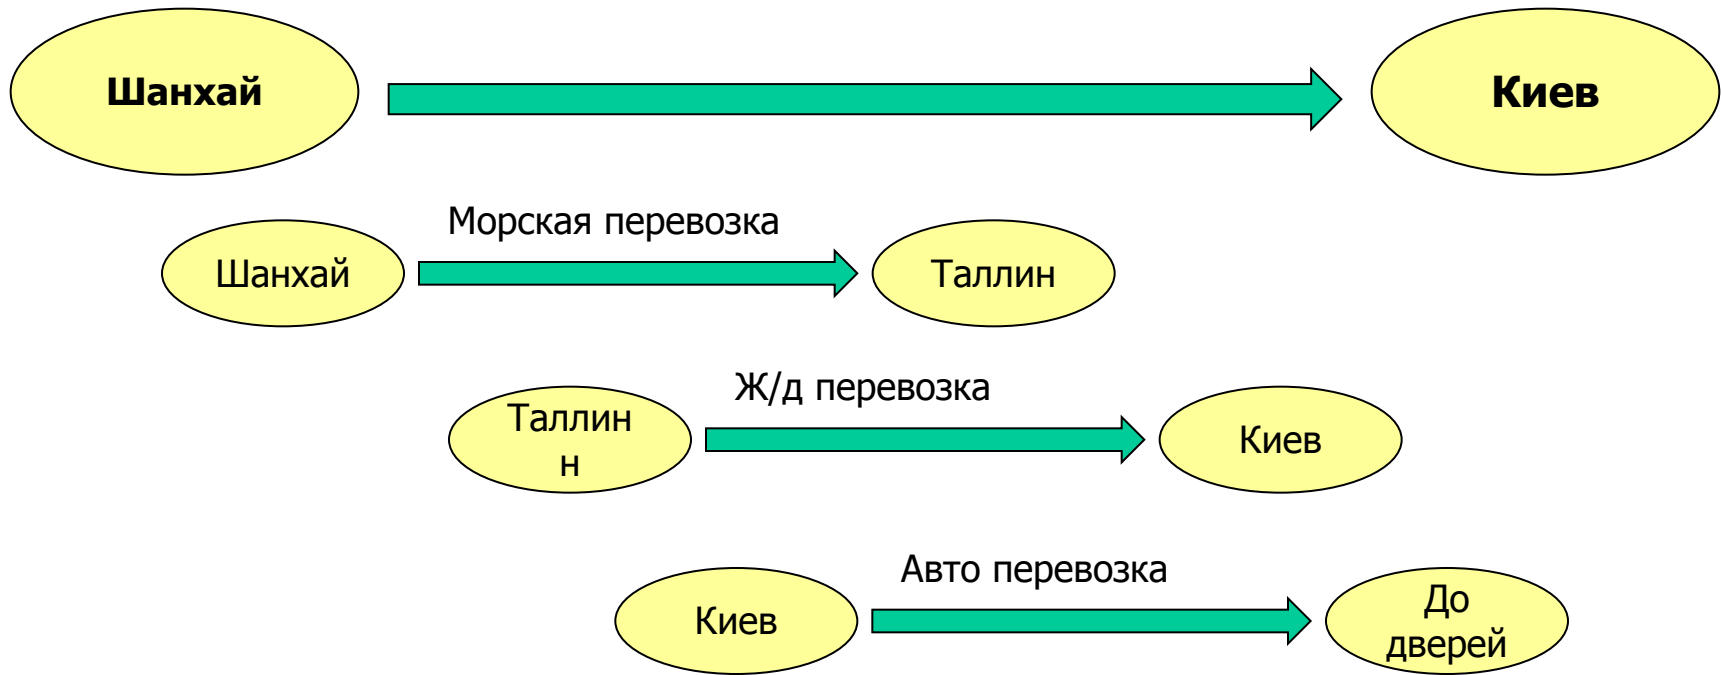 Шанхай
Киев
Морская перевозка
Шанхай
Таллин
Ж/д перевозка
Таллин
н
Киев
Авто перевозка
Киев
До
дверей